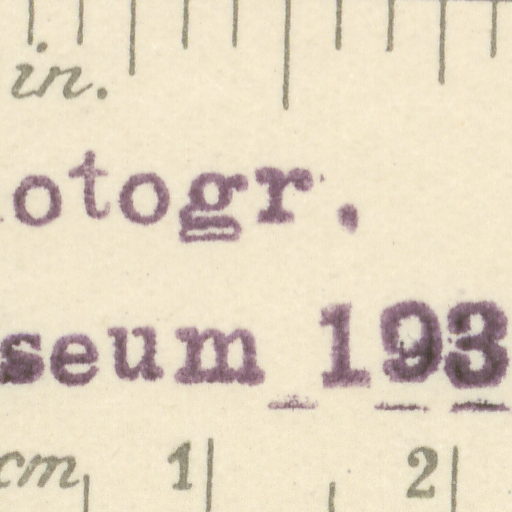 in.
otogr.
seum 193
cm 1 2